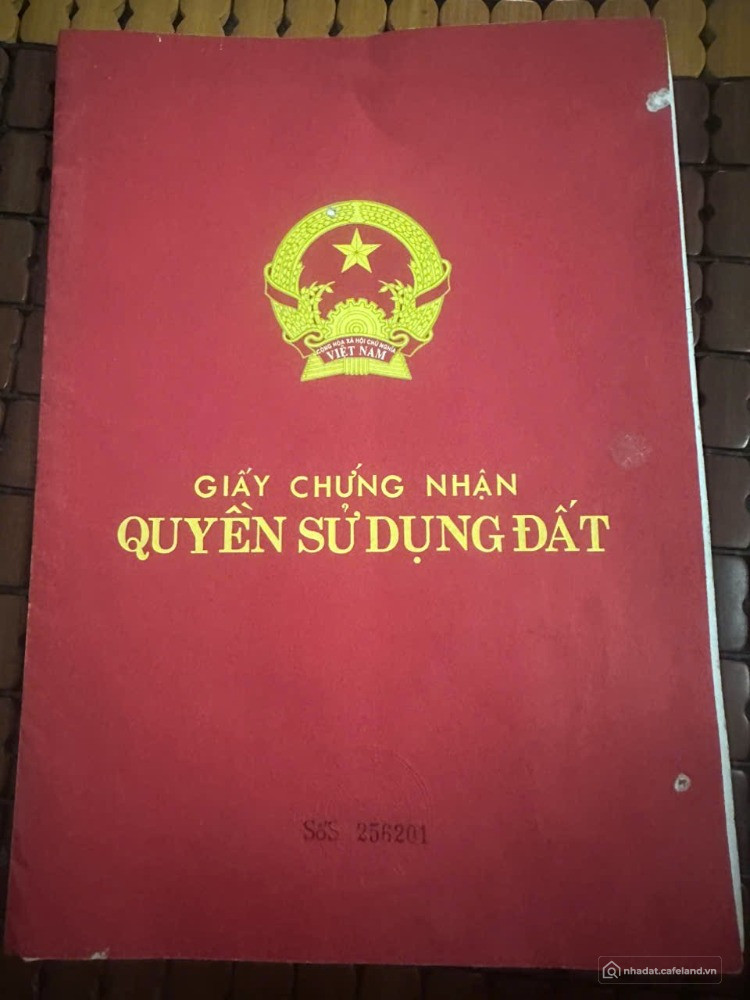 CỘNG HÒA XÃ HỘI CHỦ NGHĨA
VIỆT NAM
GIẤY CHỨNG NHẬN
QUYỀN SỬ DỤNG ĐẤT
SốS 256201
nhadat.cafeland.vn